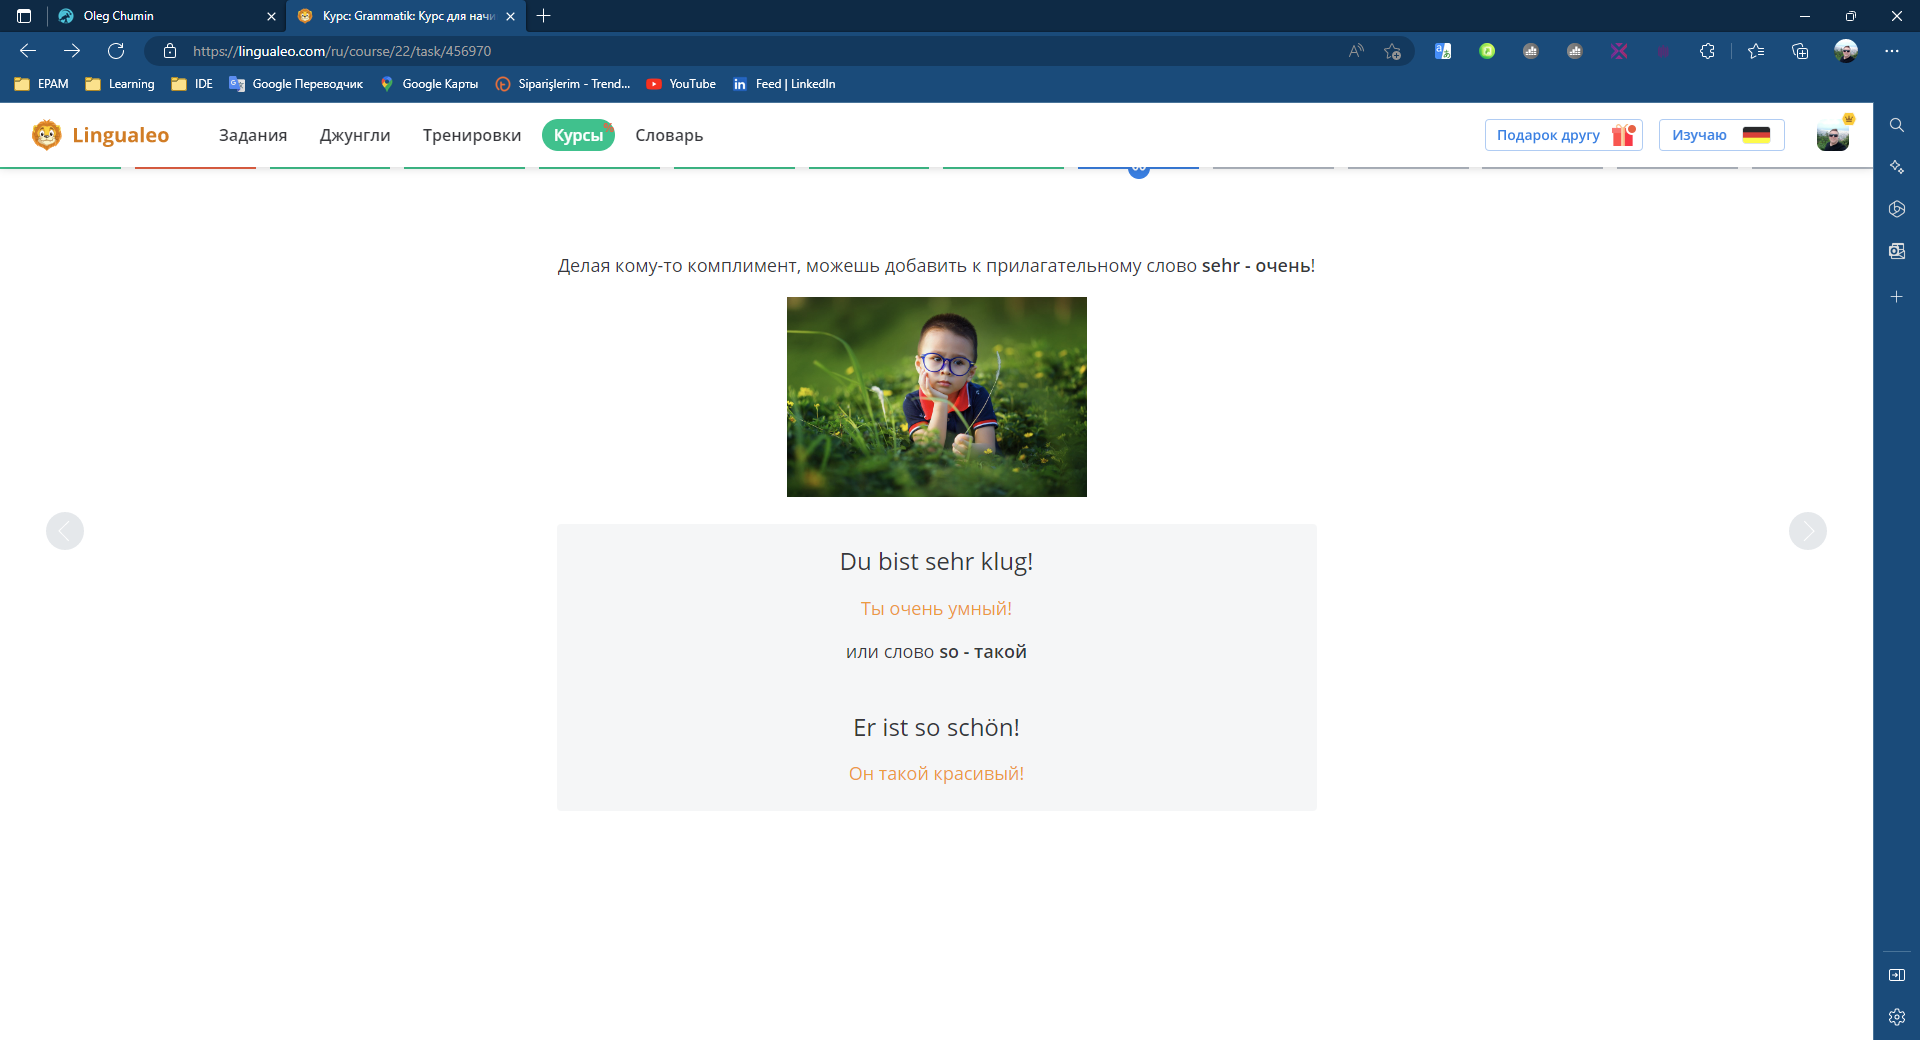 Oleg Chumin
Курс: Grammatik: Курс для начи
https://lingualeo.com/ru/course/22/task/456970
EPAM
Learning
IDE
Google Переводчик
Google Карты
Siparişlerim - Trend...
YouTube
Feed | LinkedIn
Lingualeo
Задания
Джунгли
Тренировки
Курсы
Словарь
Подарок другу
Изучаю
Делая кому-то комплимент, можешь добавить к прилагательному слово sehr - очень!
Du bist sehr klug!
Ты очень умный!
или слово so - такой
Er ist so schön!
Он такой красивый!